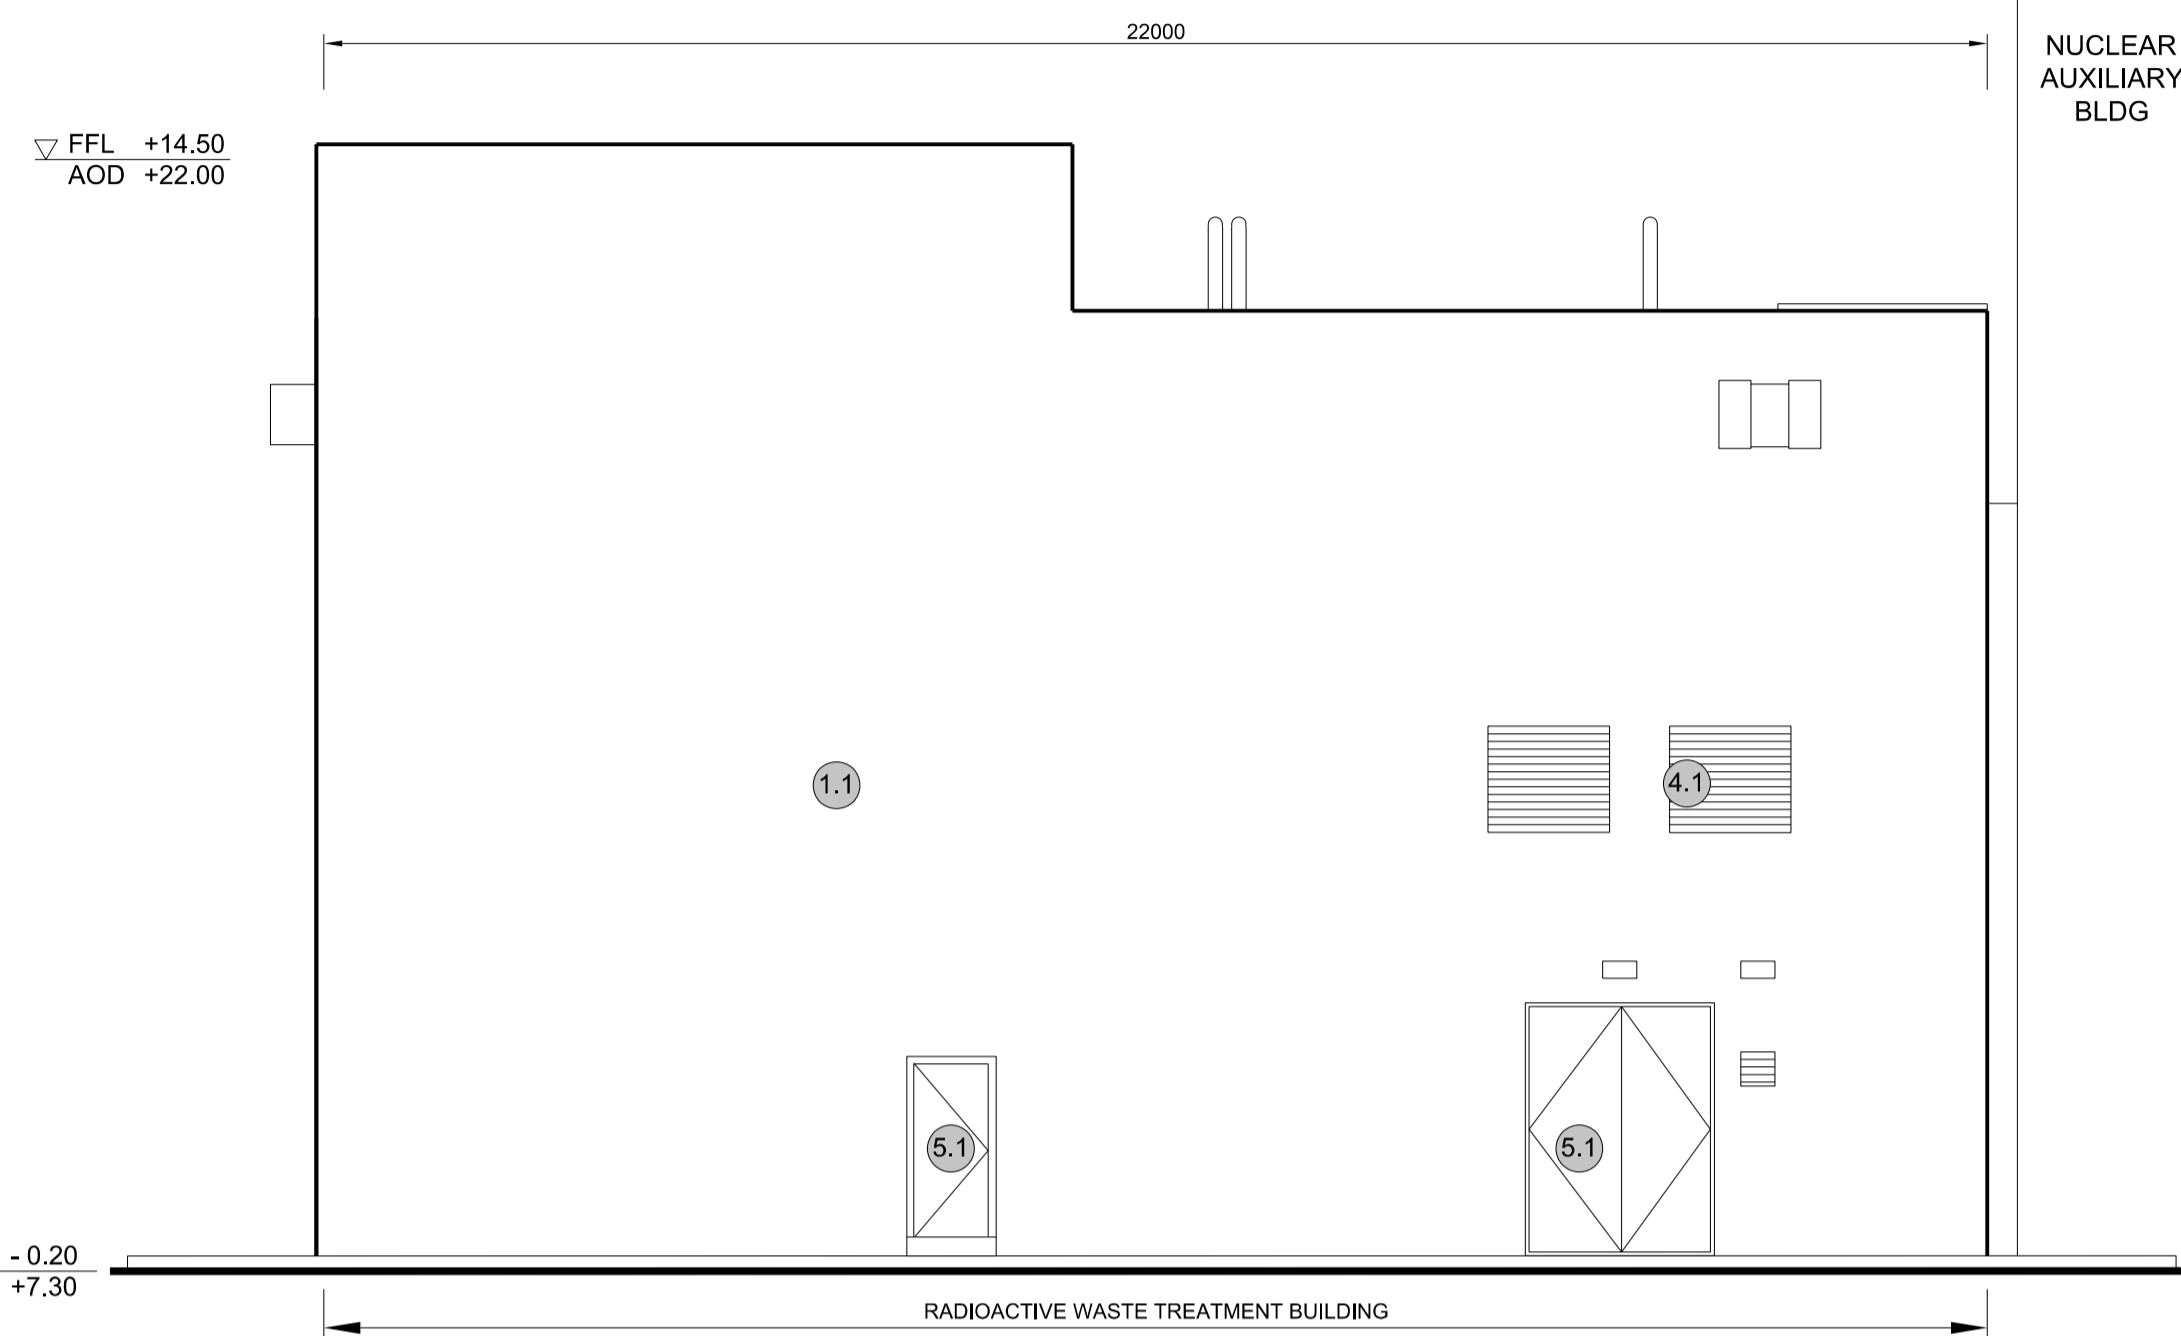 22000
NUCLEAR
AUXILIARY
BLDG
FFL +14.50
AOD +22.00
1.1
4.1
5.1
5.1
- 0.20
+7.30
RADIOACTIVE WASTE TREATMENT BUILDING